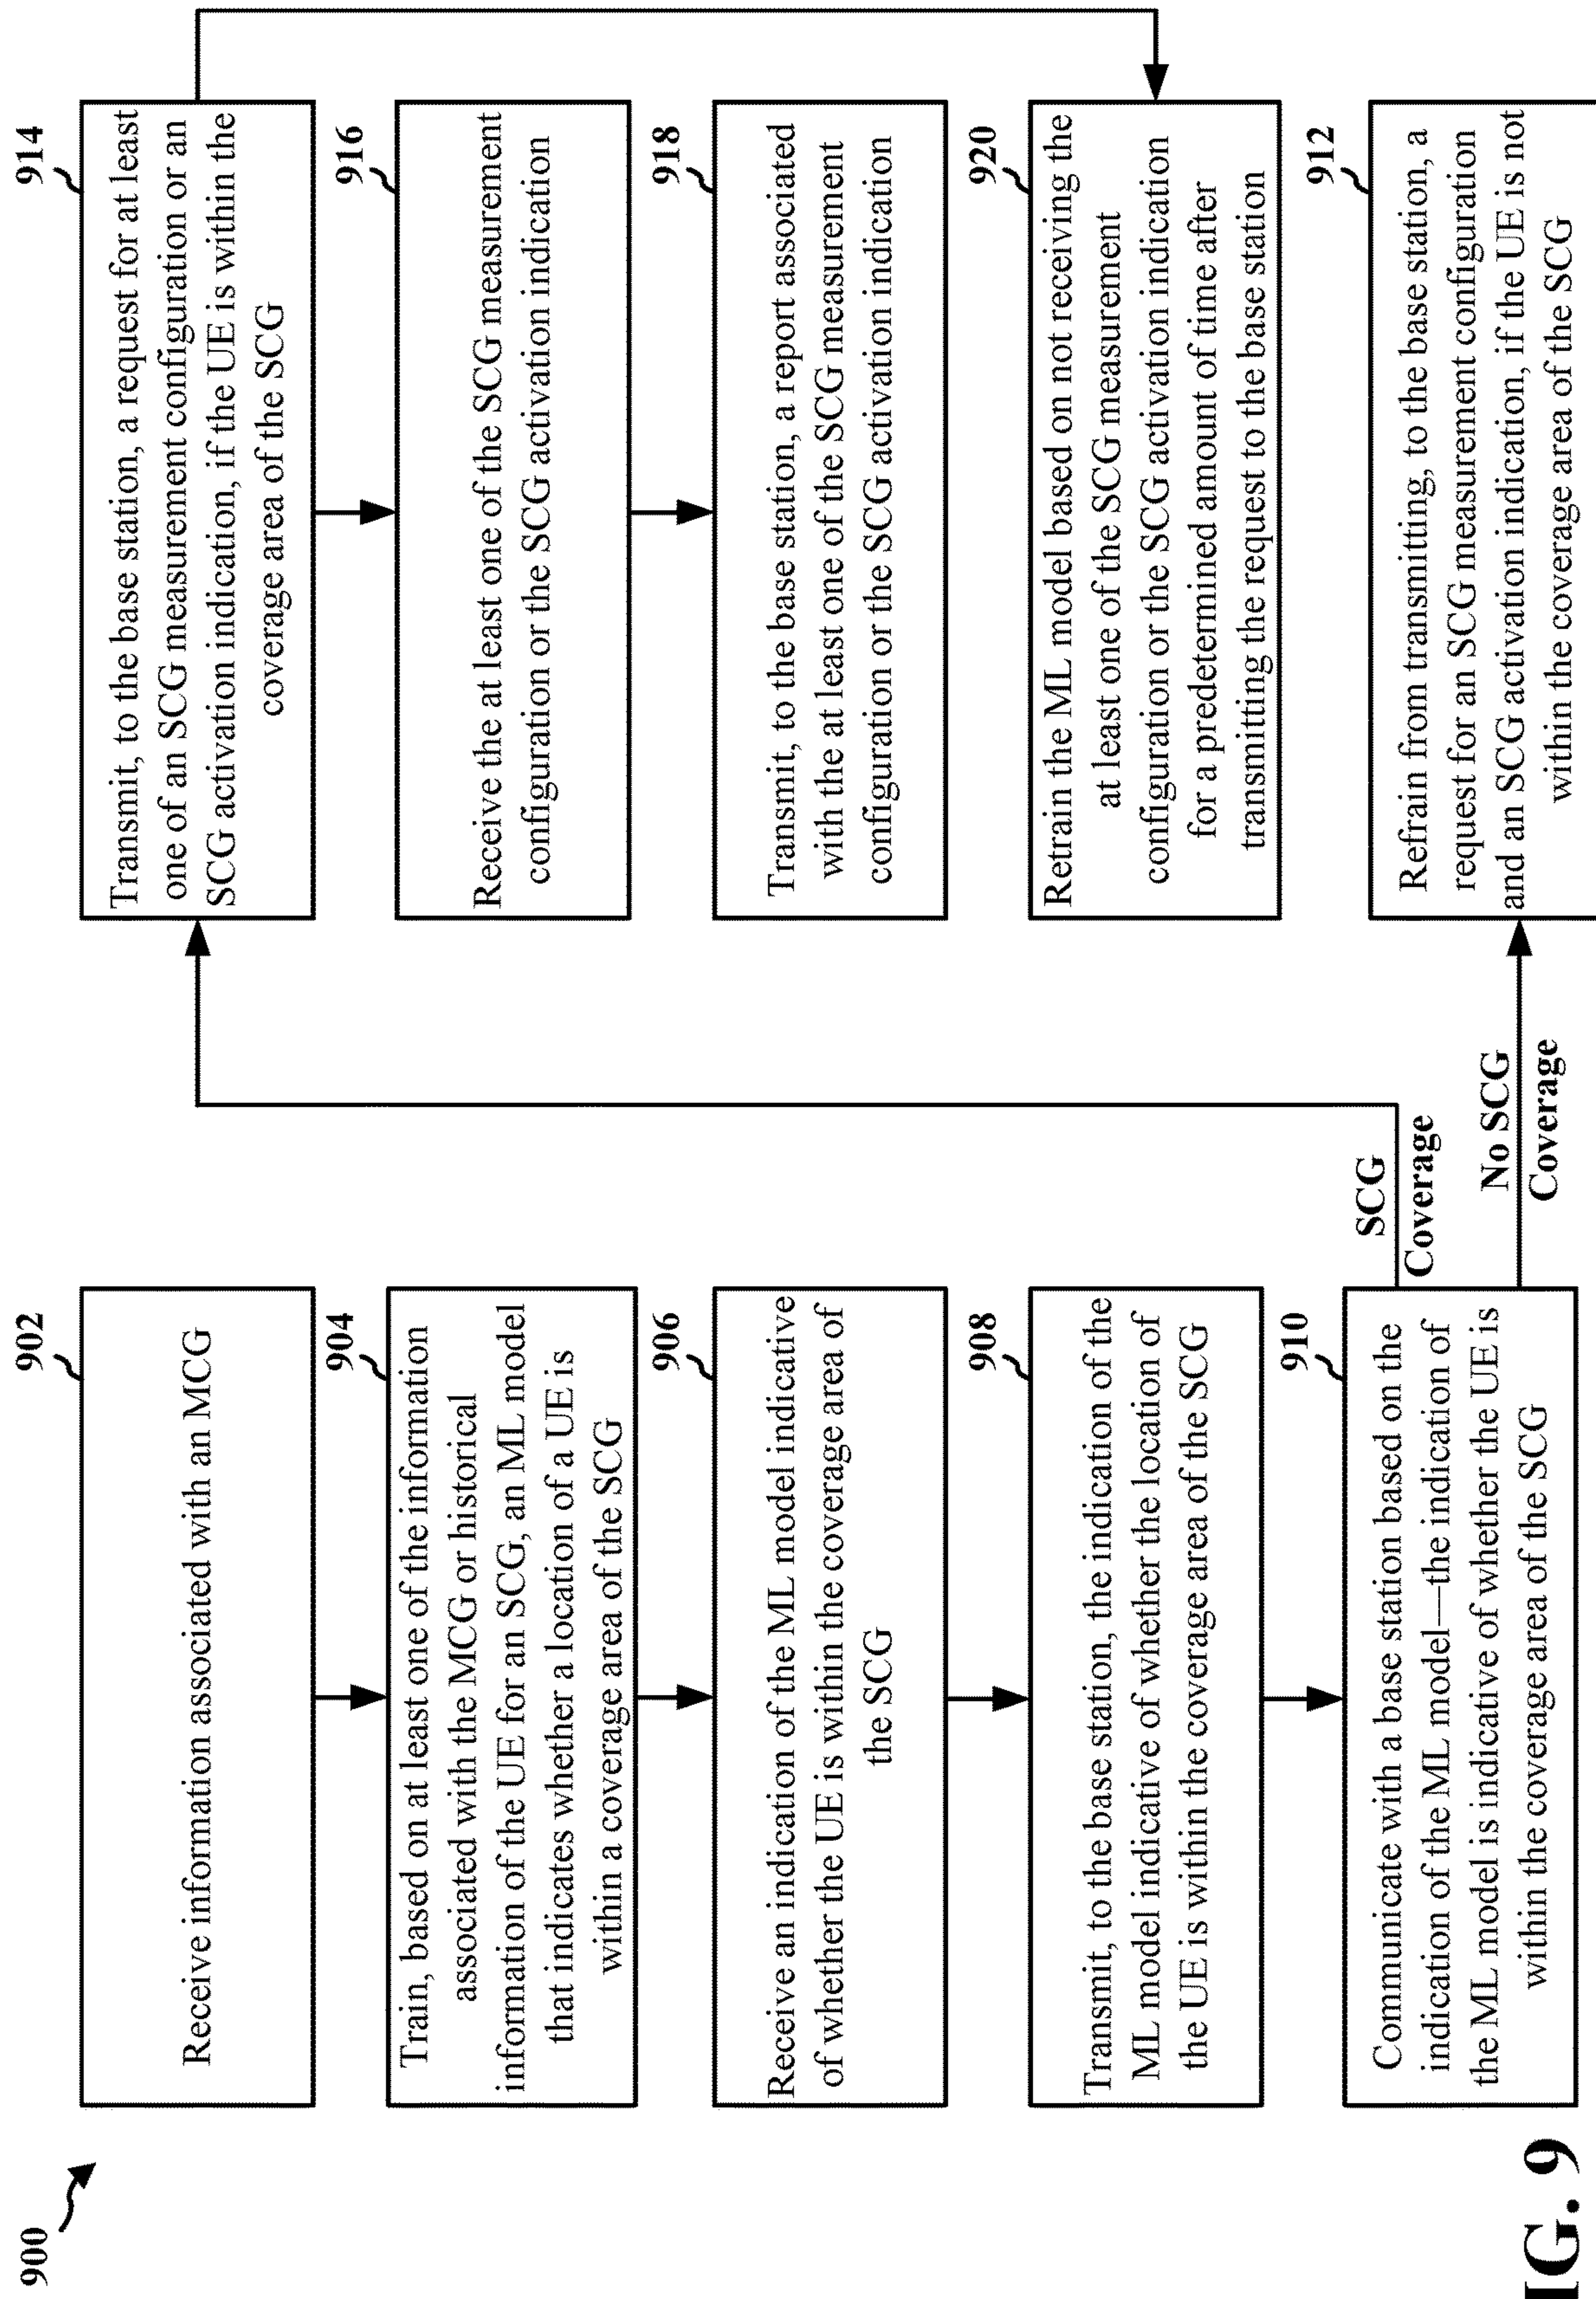 900
902
Receive information associated with an MCG
904
Train, based on at least one of the information
associated with the MCG or historical
information of the UE for an SCG, an ML model
that indicates whether a location of a UE is
within a coverage area of the SCG
906
Receive an indication of the ML model indicative
of whether the UE is within the coverage area of
the SCG
908
Transmit, to the base station, the indication of the
ML model indicative of whether the location of
the UE is within the coverage area of the SCG
910
Communicate with a base station based on the
indication of the ML model—the indication of
the ML model is indicative of whether the UE is
within the coverage area of the SCG
SCG
Coverage
No SCG
Coverage
914
Transmit, to the base station, a request for at least
one of an SCG measurement configuration or an
SCG activation indication, if the UE is within the
coverage area of the SCG
916
Receive the at least one of the SCG measurement
configuration or the SCG activation indication
918
Transmit, to the base station, a report associated
with the at least one of the SCG measurement
configuration or the SCG activation indication
920
Retrain the ML model based on not receiving the
at least one of the SCG measurement
configuration or the SCG activation indication
for a predetermined amount of time after
transmitting the request to the base station
912
Refrain from transmitting, to the base station, a
request for an SCG measurement configuration
and an SCG activation indication, if the UE is not
within the coverage area of the SCG
IG. 9